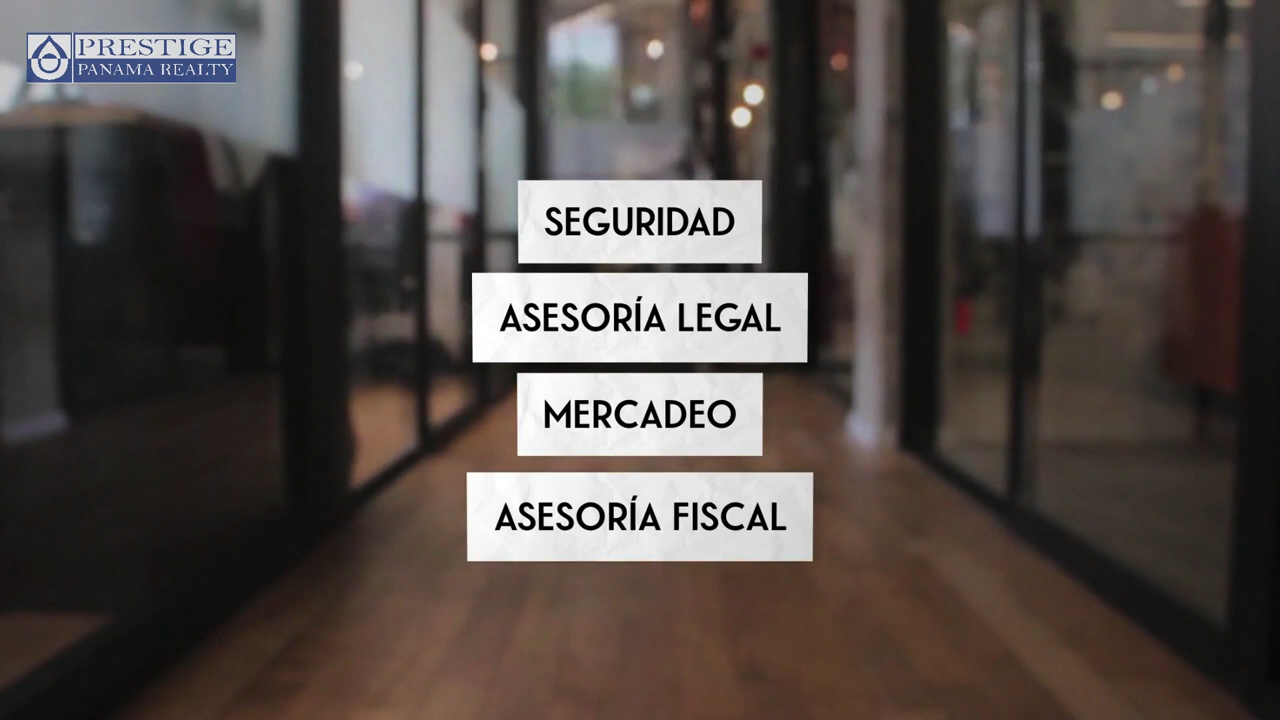 PRESTIGE
PANAMA REALTY
SEGURIDAD
ASESORÍA LEGAL
MERCADEO
ASESORÍA FISCAL